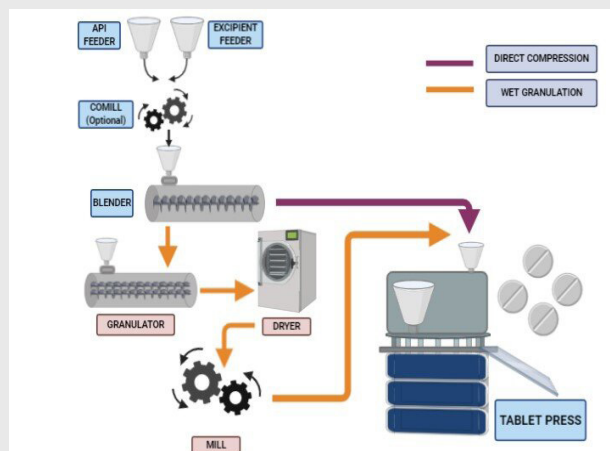 API
FEEDER
EXCIPIENT
FEEDER
DIRECT COMPRESSION
WET GRANULATION
COMILL
(Optional)
BLENDER
GRANULATOR
DRYER
TABLET PRESS
MILL